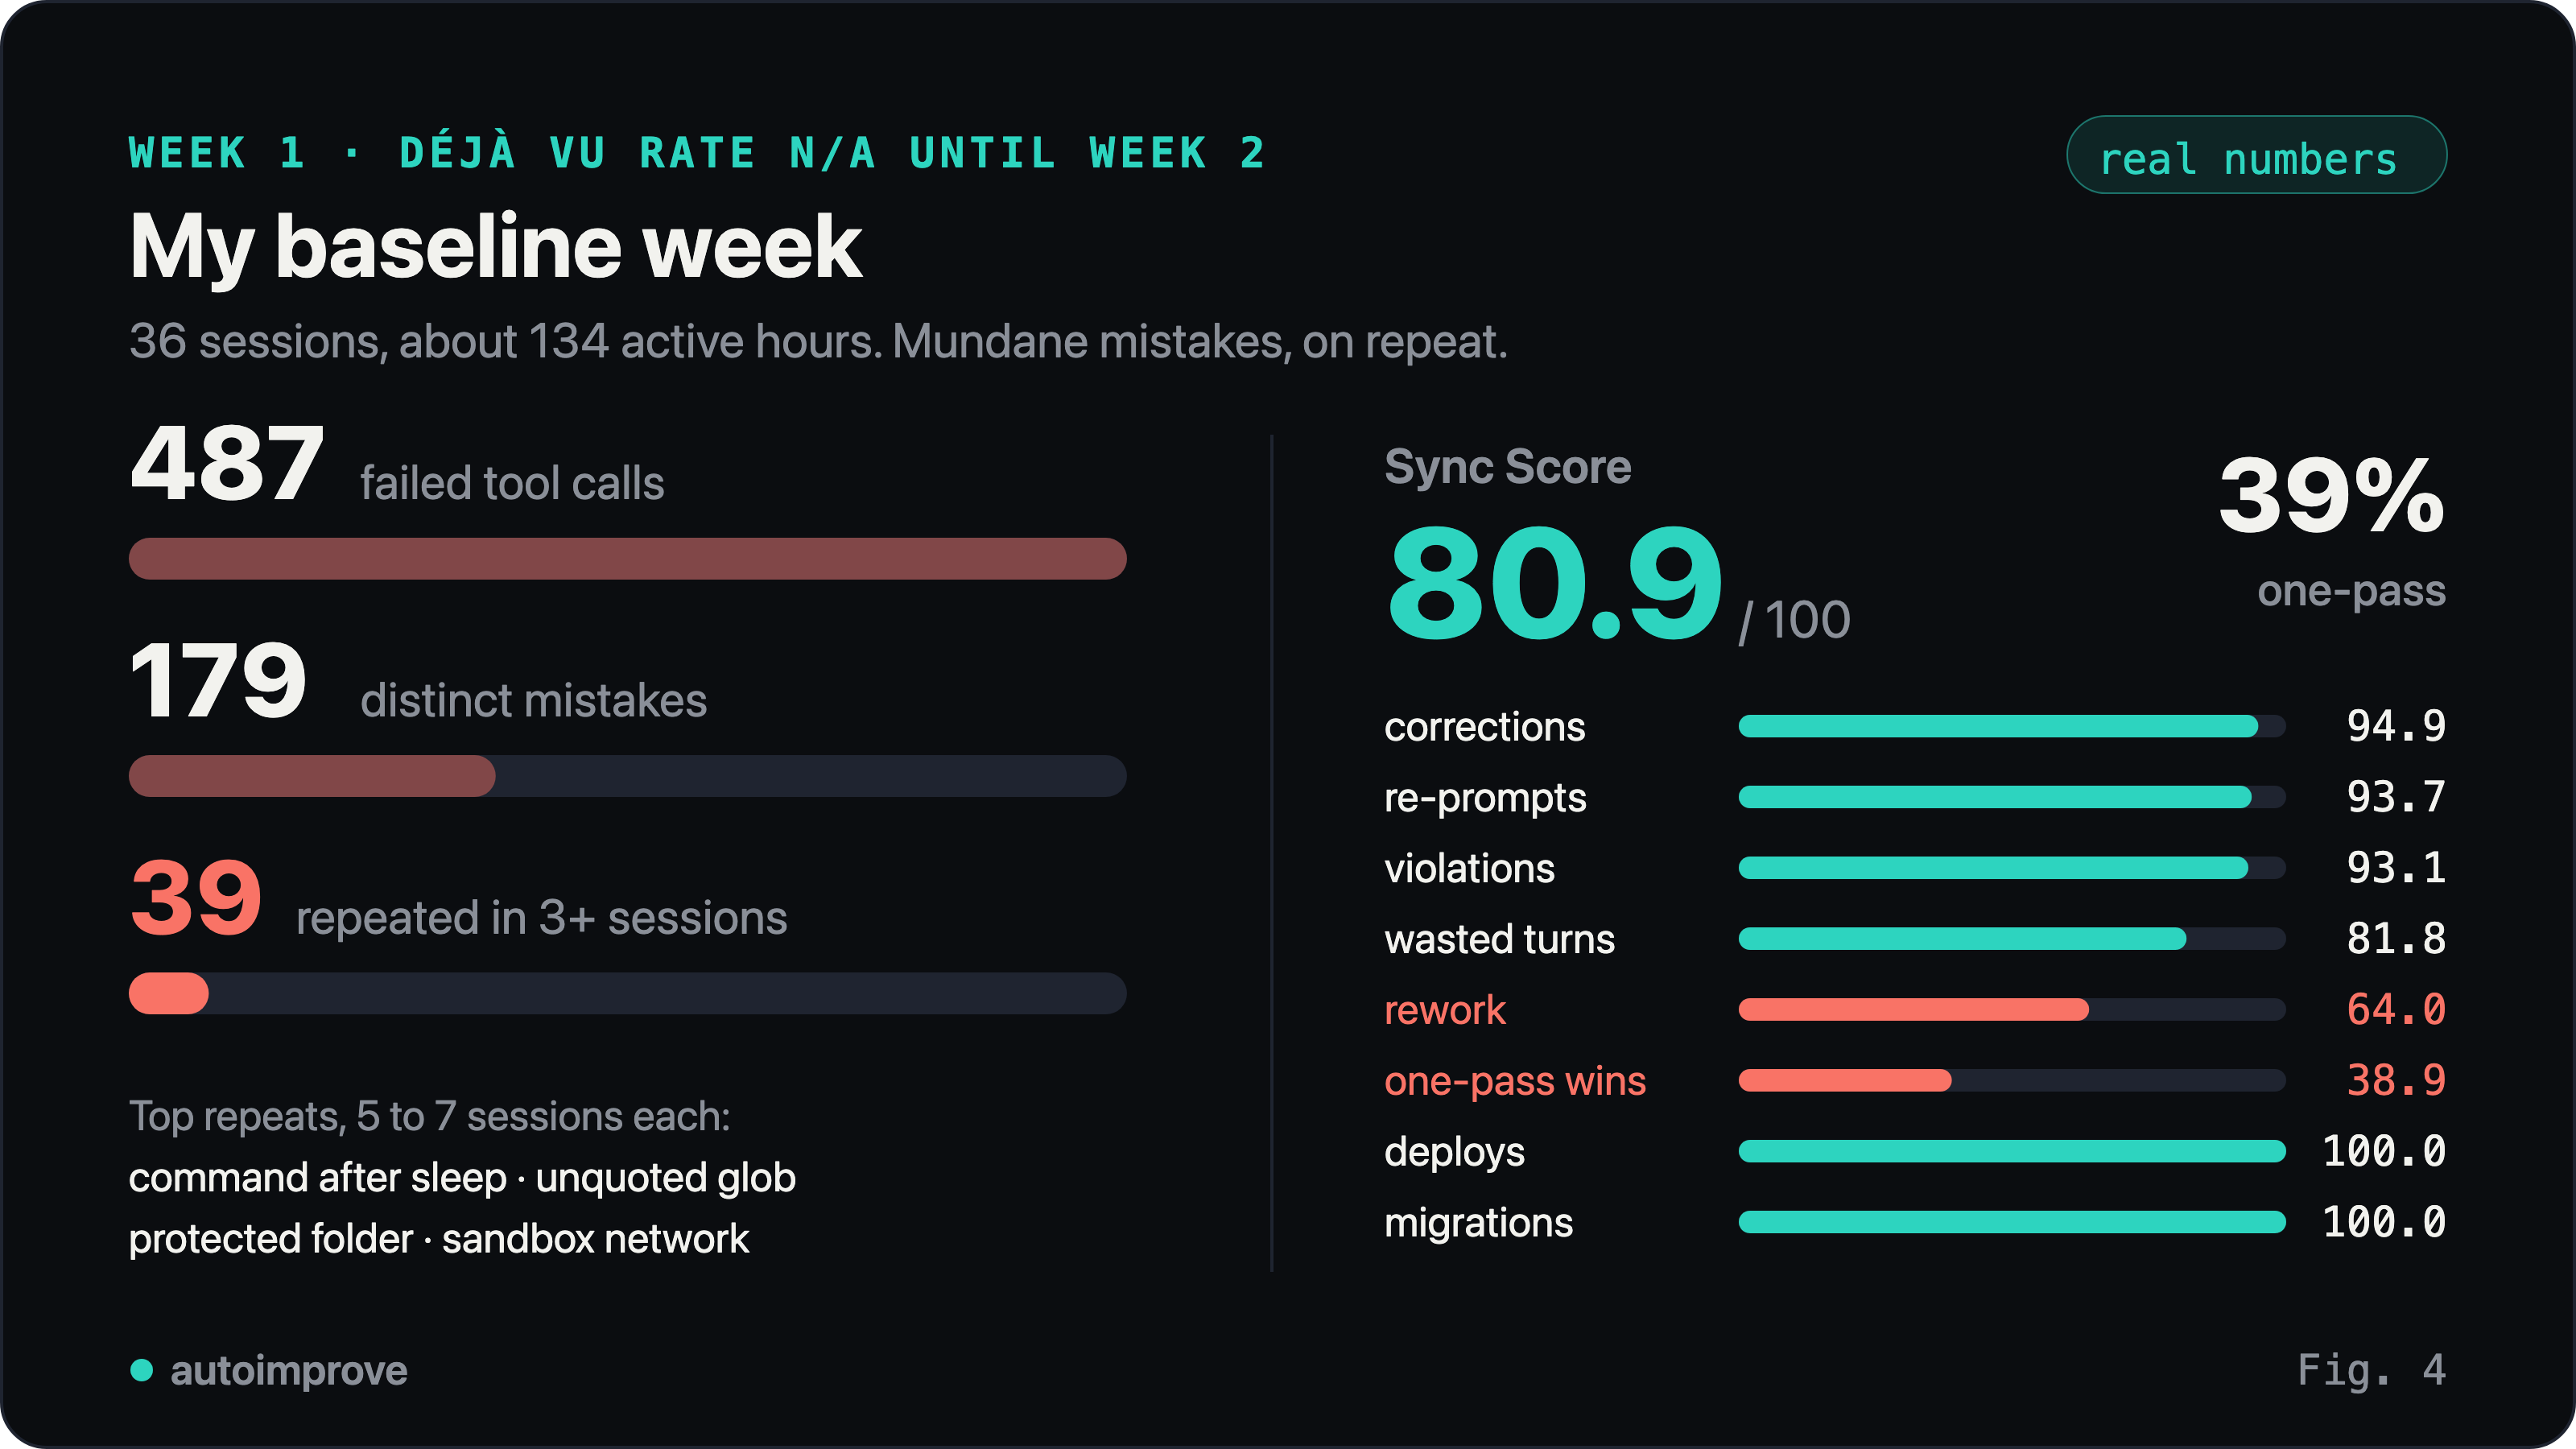 WEEK 1 · DÉJÀ VU RATE N/A UNTIL WEEK 2
real numbers
My baseline week
36 sessions, about 134 active hours. Mundane mistakes, on repeat.
487 failed tool calls
179 distinct mistakes
39 repeated in 3+ sessions
Top repeats, 5 to 7 sessions each:
command after sleep · unquoted glob
protected folder · sandbox network
Sync Score
80.9 / 100
39%
one-pass
corrections 94.9
re-prompts 93.7
violations 93.1
wasted turns 81.8
rework 64.0
one-pass wins 38.9
deploys 100.0
migrations 100.0
autoimprove
Fig. 4